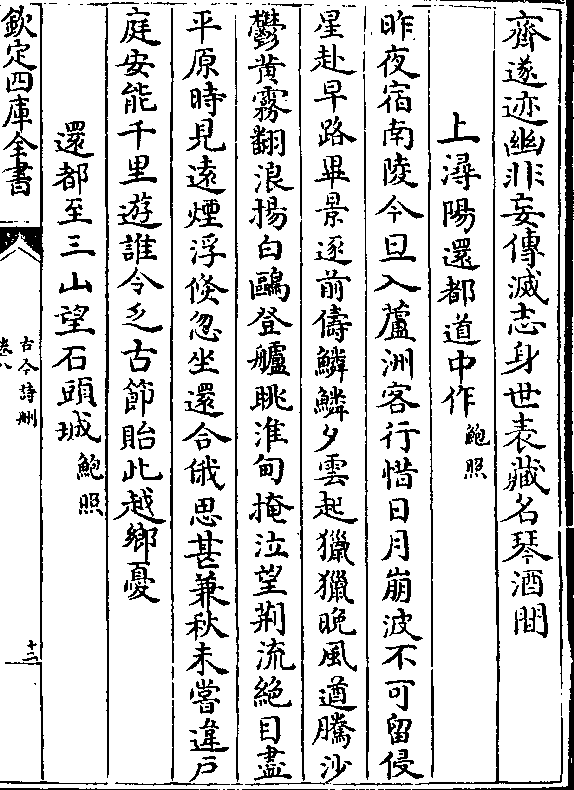 齊遂迹幽非妄傳滅志身世表藏名琴酒間
上潯陽還都道中作 鮑照
昨夜宿南陵今旦入蘆洲客行惜日月崩波不可留侵
星赴早路畢景逐前儔鱗鱗夕雲起獵獵晚風遒騰沙
鬱黃霧翻浪揚白鷗登艫眺淮甸掩泣望荆流絶目盡
平原時見遠煙浮倐忽坐還合俄思甚兼秋未嘗違戶
庭安能千里遊誰令乏古節貽此越鄉憂
還都至三山望石頭城 鮑照
欽定四庫全書
古今詩刪
卷八
十二